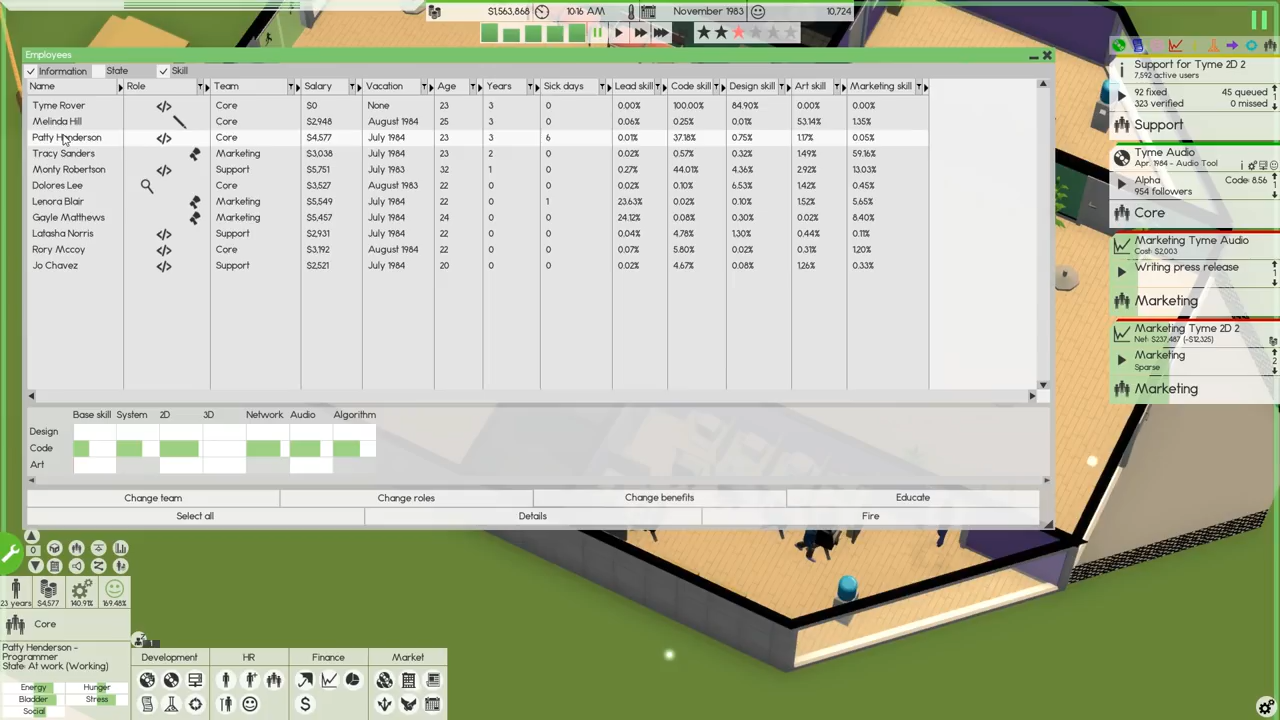 $1,563,868 10:16 AM November 1983 10,724
Employees
Information State Skill
Name Role Team Salary Vacation Age Years Sick days Lead skill Code skill Design skill Art skill Marketing skill
Tyme Rover Core $0 None 23 3 0.00% 100.00% 84.90% 0.00% 0.00%
Melinda Hill Core $2,948 August 1984 25 3 0 0.06% 0.25% 0.01% 53.14% 1.35%
Patty Henderson Core $4,577 July 1984 23 3 6 0.01% 37.18% 0.75% 1.17% 0.05%
Tracy Sanders Marketing $3,038 July 1984 23 2 0 0.02% 0.57% 0.32% 1.49% 59.16%
Monty Robertson Support $5,751 July 1983 32 0 0 0.02% 44.01% 4.36% 2.92% 13.03%
Dolores Lee Core $3,527 August 1983 22 0 0 0.02% 0.10% 6.53% 1.42% 0.45%
Lenora Blair Marketing $5,549 July 1984 22 0 1 23.63% 0.02% 0.10% 1.52% 5.65%
Gayle Matthews Marketing $5,457 July 1984 24 0 0 24.12% 0.08% 0.30% 0.02% 8.40%
Latasha Norris Support $2,931 July 1984 22 0 0 0.04% 4.78% 1.30% 0.44% 0.11%
Rory Mccoy Core $3,192 August 1984 22 0 0 0.07% 5.80% 0.02% 0.31% 1.20%
Jo Chavez Support $2,521 July 1984 20 0 0 0.02% 4.67% 0.08% 1.26% 0.33%
Base skill System 2D 3D Network Audio Algorithm
Design
Code
Art
Change team Change roles Change benefits Educate
Select all Details Fire
Support for Tyme 2D 2
7,592 active users
92 fixed 45 queued
323 verified 0 missed
Support
Tyme Audio
Apr. 1984 - Audio Tool
Alpha Code: 8.56
954 followers 1
Core
Marketing Tyme Audio
Cost: $2,003
Writing press release 1
Marketing
Marketing Tyme 2D 2
Net: $237,487 (-$12,325)
Marketing
Sparse 2
Marketing
0
23 years $4,577 140.91% 169.48%
Core
Patty Henderson -
Programmer
State: At work (Working)
Energy Hunger
Bladder Stress
Social
1
Development HR Finance Market
$